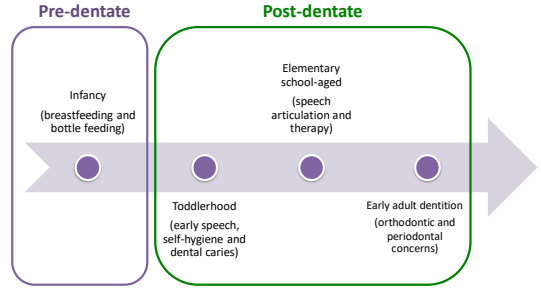 Pre-dentate
Post-dentate
Infancy
(breastfeeding and
bottle feeding)
Toddlerhood
(early speech,
self-hygiene and
dental caries)
Elementary
school-aged
(speech
articulation and
therapy)
Early adult dentition
(orthodontic and
periodontal
concerns)